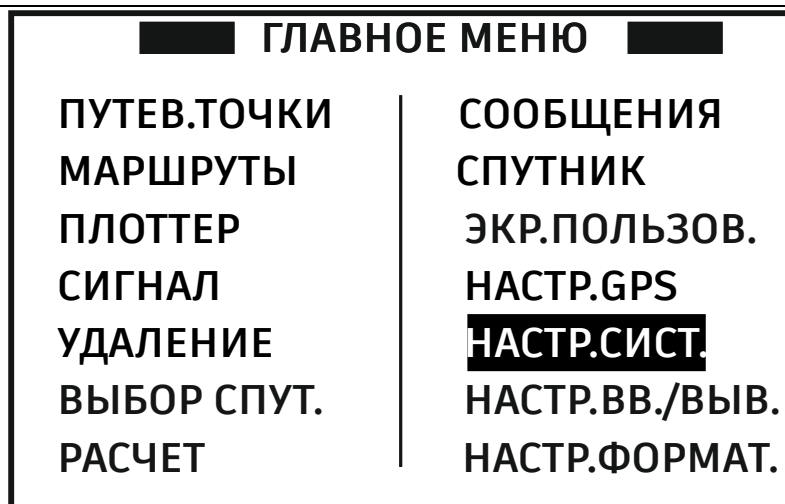 ГЛАВНОЕ МЕНЮ
ПУТЕВ.ТОЧКИ
МАРШРУТЫ
ПЛОТТЕР
СИГНАЛ
УДАЛЕНИЕ
ВЫБОР СПУТ.
РАСЧЕТ
СООБЩЕНИЯ
СПУТНИК
ЭКР.ПОЛЬЗОВ.
НАСТР.GPS
НАСТР.СИСТ.
НАСТР.ВВ./ВЫВ.
НАСТР.ФОРМАТ.